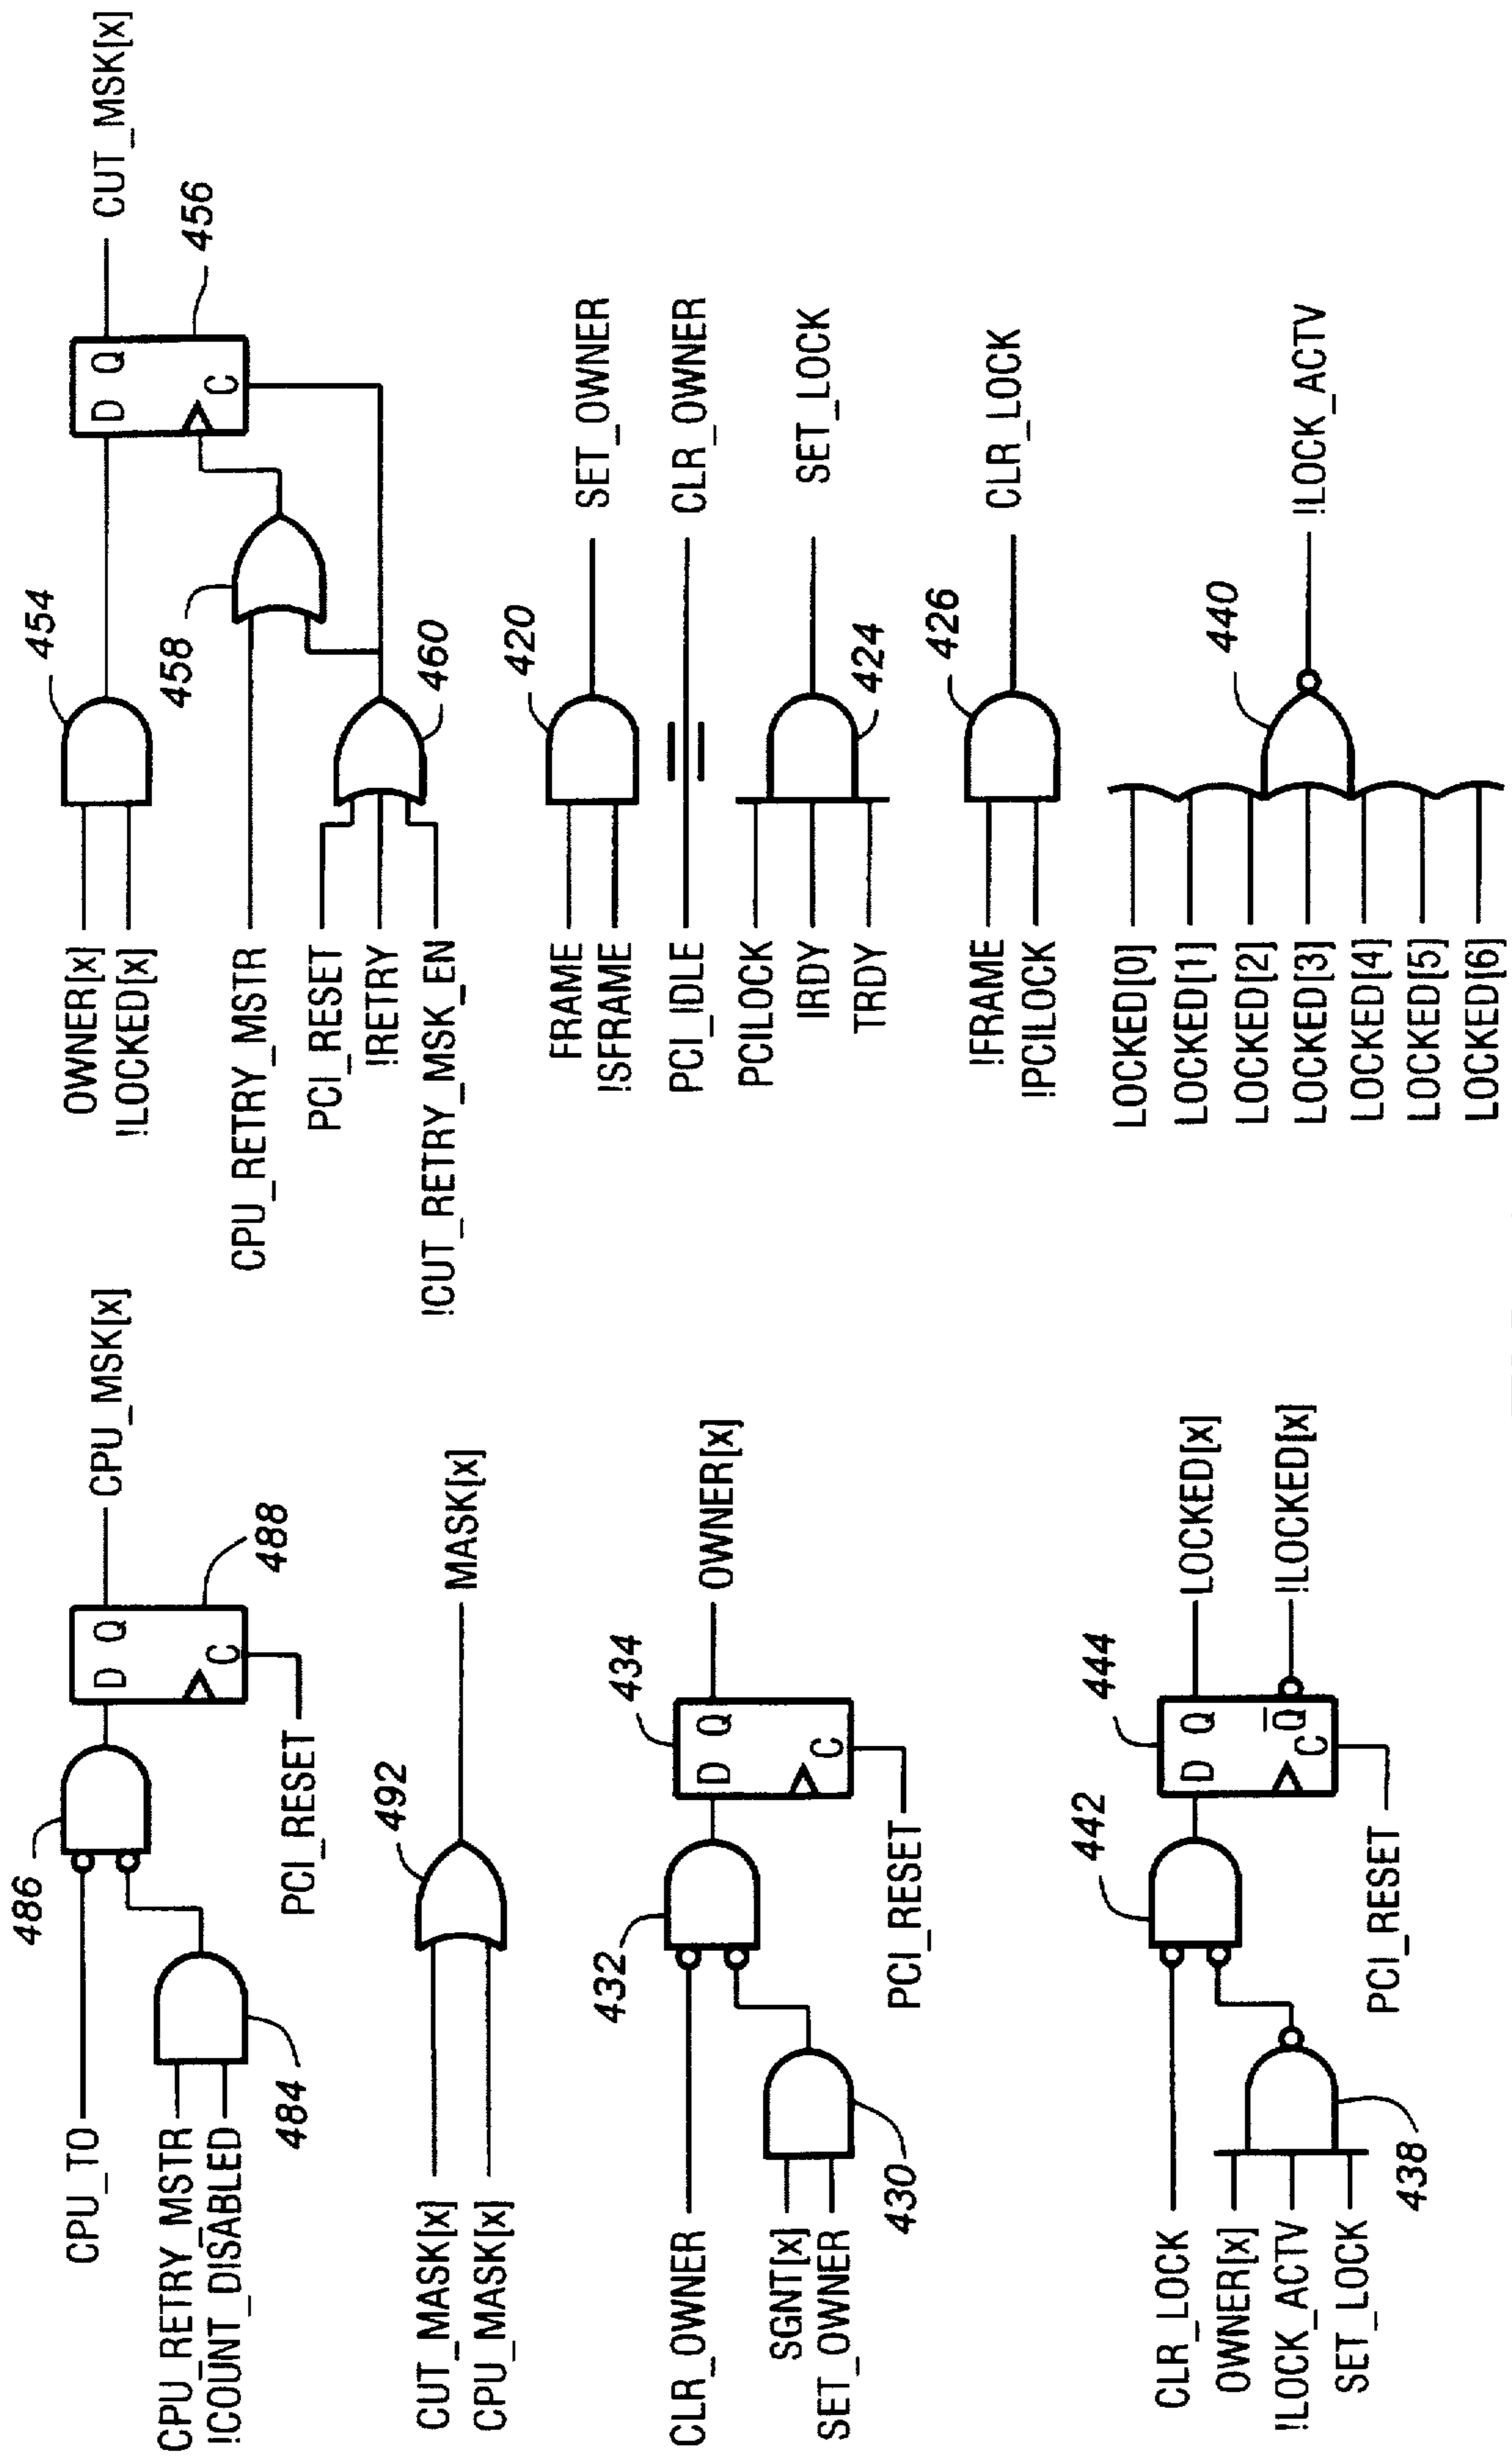 CPU_TO
CPU_RETRY_MSTR
!COUNT_DISABLED
484
486
D Q
C
488
PCI_RESET
CPU_MSK[x]
CUT_MASK[x]
CPU_MASK[x]
492
MASK[x]
CLR_OWNER
SGNT[x]
SET_OWNER
430
432
D Q
C
434
PCI_RESET
OWNER[x]
CLR_LOCK
OWNER[x]
!LOCK_ACTV
SET_LOCK
438
442
D Q
Q
C
444
PCI_RESET
LOCKED[x]
!LOCKED[x]
OWNER[x]
!LOCKED[x]
454
CPU_RETRY_MSTR
458
PCI_RESET
!RETRY
!CUT_RETRY_MSK_EN
460
D Q
C
456
CUT_MSK[x]
FRAME
!SFRAME
420
SET_OWNER
PCI_IDLE
CLR_OWNER
PCILOCK
IRDY
TRDY
424
SET_LOCK
!FRAME
!PCILOCK
426
CLR_LOCK
LOCKED[0]
LOCKED[1]
LOCKED[2]
LOCKED[3]
LOCKED[4]
LOCKED[5]
LOCKED[6]
440
!LOCK_ACTV